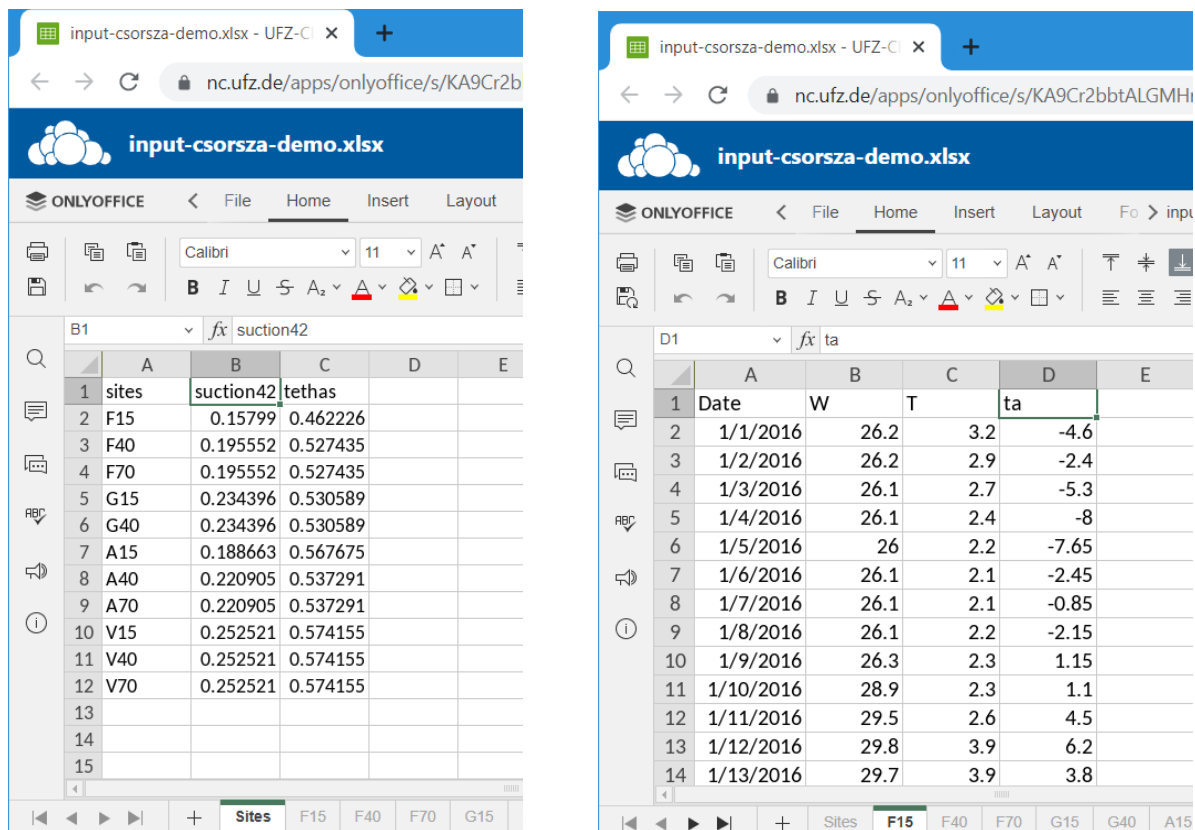 input-csorsza-demo.xlsx - UFZ-Cl
nc.ufz.de/apps/onlyoffice/s/KA9Cr2b
input-csorsza-demo.xlsx
ONLYOFFICE File Home Insert Layout
Calibri 11 A A
B I U S A₂ A
B1 fx suction42
A B C D E
1 sites suction42 tethas
2 F15 0.15799 0.462226
3 F40 0.195552 0.527435
4 F70 0.195552 0.527435
5 G15 0.234396 0.530589
6 G40 0.234396 0.530589
7 A15 0.188663 0.567675
8 A40 0.220905 0.537291
9 A70 0.220905 0.537291
10 V15 0.252521 0.574155
11 V40 0.252521 0.574155
12 V70 0.252521 0.574155
13
14
15
ABC
Sites F15 F40 F70 G15
input-csorsza-demo.xlsx - UFZ-Cl
nc.ufz.de/apps/onlyoffice/s/KA9Cr2bbtALGMH
input-csorsza-demo.xlsx
ONLYOFFICE File Home Insert Layout Fo inpu
Calibri 11 A A
B I U S A₂ A
D1 fx ta
A B C D E
1 Date W T ta
2 1/1/2016 26.2 3.2 -4.6
3 1/2/2016 26.2 2.9 -2.4
4 1/3/2016 26.1 2.7 -5.3
5 1/4/2016 26.1 2.4 -8
6 1/5/2016 26 2.2 -7.65
7 1/6/2016 26.1 2.1 -2.45
8 1/7/2016 26.1 2.1 -0.85
9 1/8/2016 26.1 2.2 -2.15
10 1/9/2016 26.3 2.3 1.15
11 1/10/2016 28.9 2.3 1.1
12 1/11/2016 29.5 2.6 4.5
13 1/12/2016 29.8 3.9 6.2
14 1/13/2016 29.7 3.9 3.8
ABC
Sites F15 F40 F70 G15 G40 A15